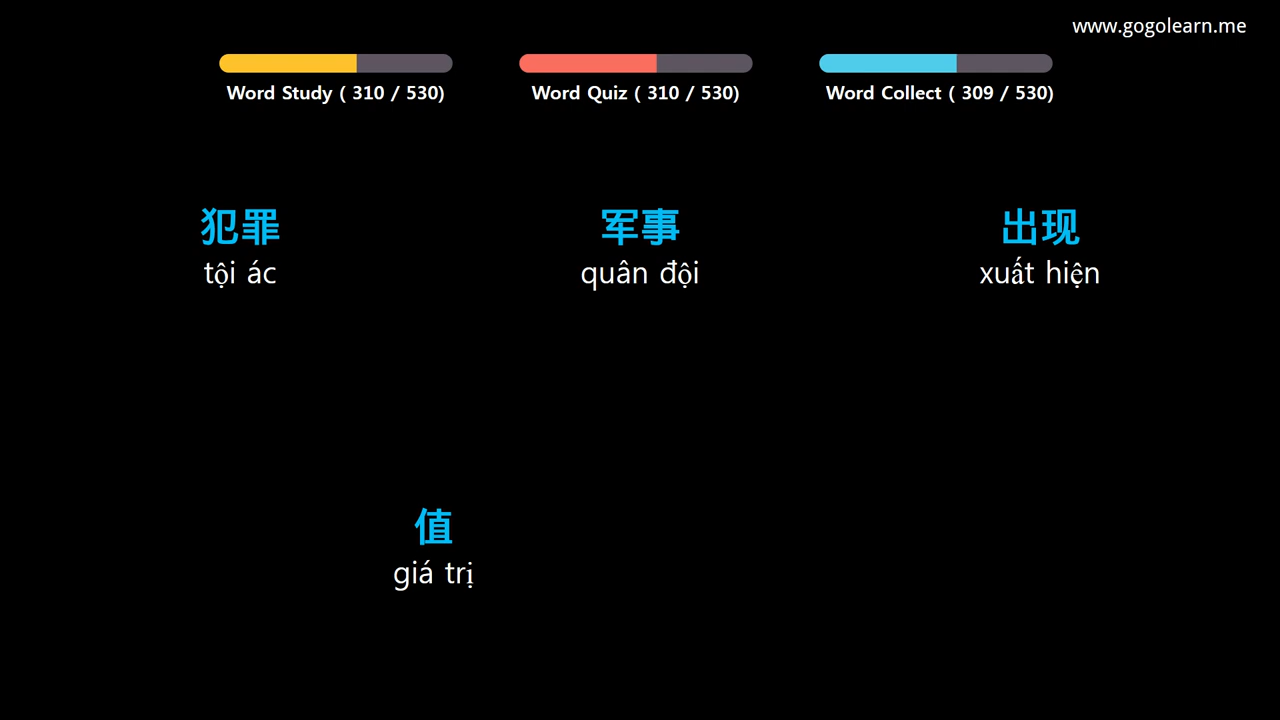 www.gogolearn.me
Word Study ( 310 / 530)
Word Quiz ( 310 / 530)
Word Collect ( 309 / 530)
犯罪
tội ác
军事
quân đội
出现
xuất hiện
值
giá trị